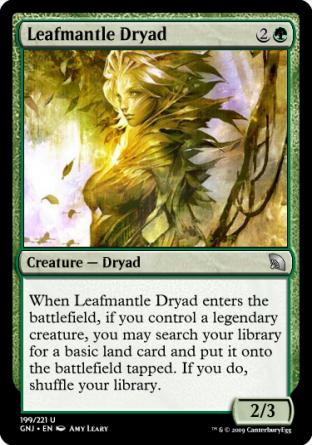 Leafmantle Dryad 2
Creature — Dryad
When Leafmantle Dryad enters the
battlefield, if you control a legendary
creature, you may search your library
for a basic land card and put it onto
the battlefield tapped. If you do,
shuffle your library.
2/3
199/221 U
GNJ • EN Amy Leary
™ & © 2019 CanterburyEgg